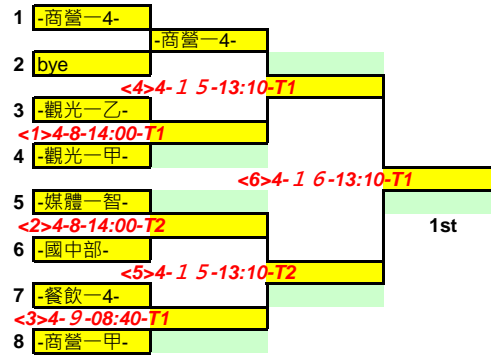 1 -商營一4-
-商營一4-
2 bye
<4>4-１５-13:10-T1
3 -觀光一乙-
<1>4-8-14:00-T1
4 -觀光一甲-
<6>4-１６-13:10-T1
5 -媒體一智-
1st
<2>4-8-14:00-T2
6 -國中部-
<5>4-１５-13:10-T2
7 -餐飲一4-
<3>4-９-08:40-T1
8 -商營一甲-